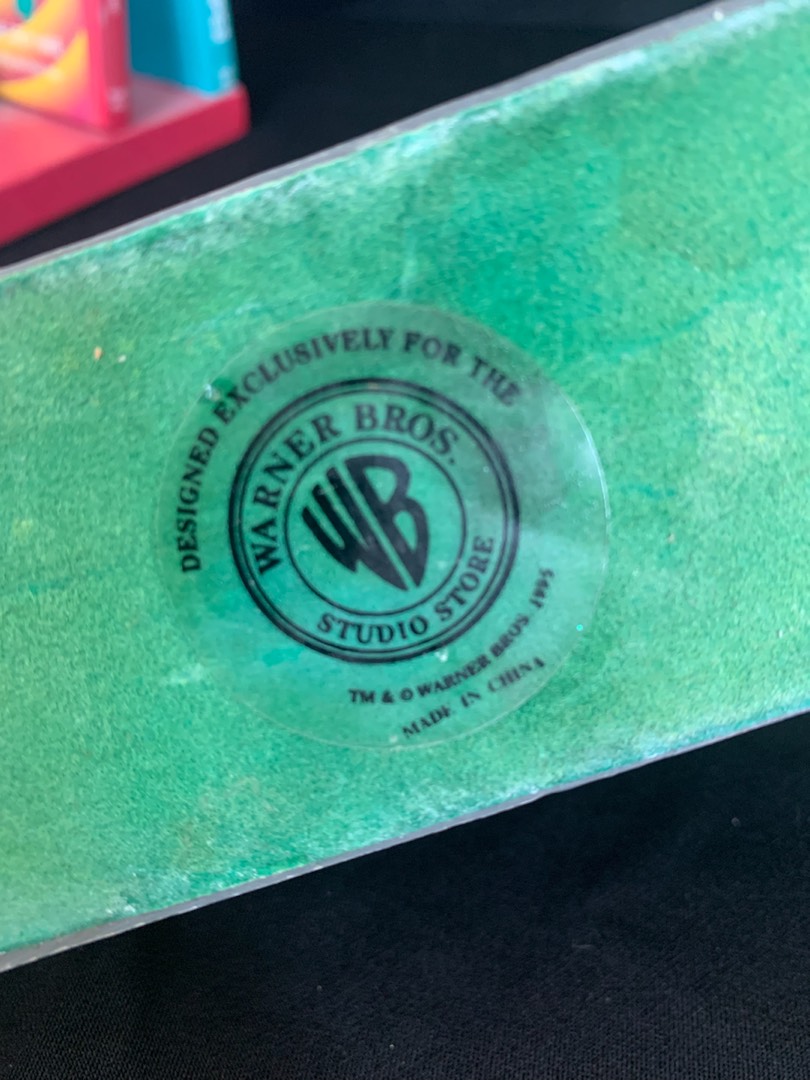 DESIGNED EXCLUSIVELY FOR THE
WARNER BROS.
WB
STUDIO STORE
TM & © WARNER BROS. 1995
MADE IN CHINA